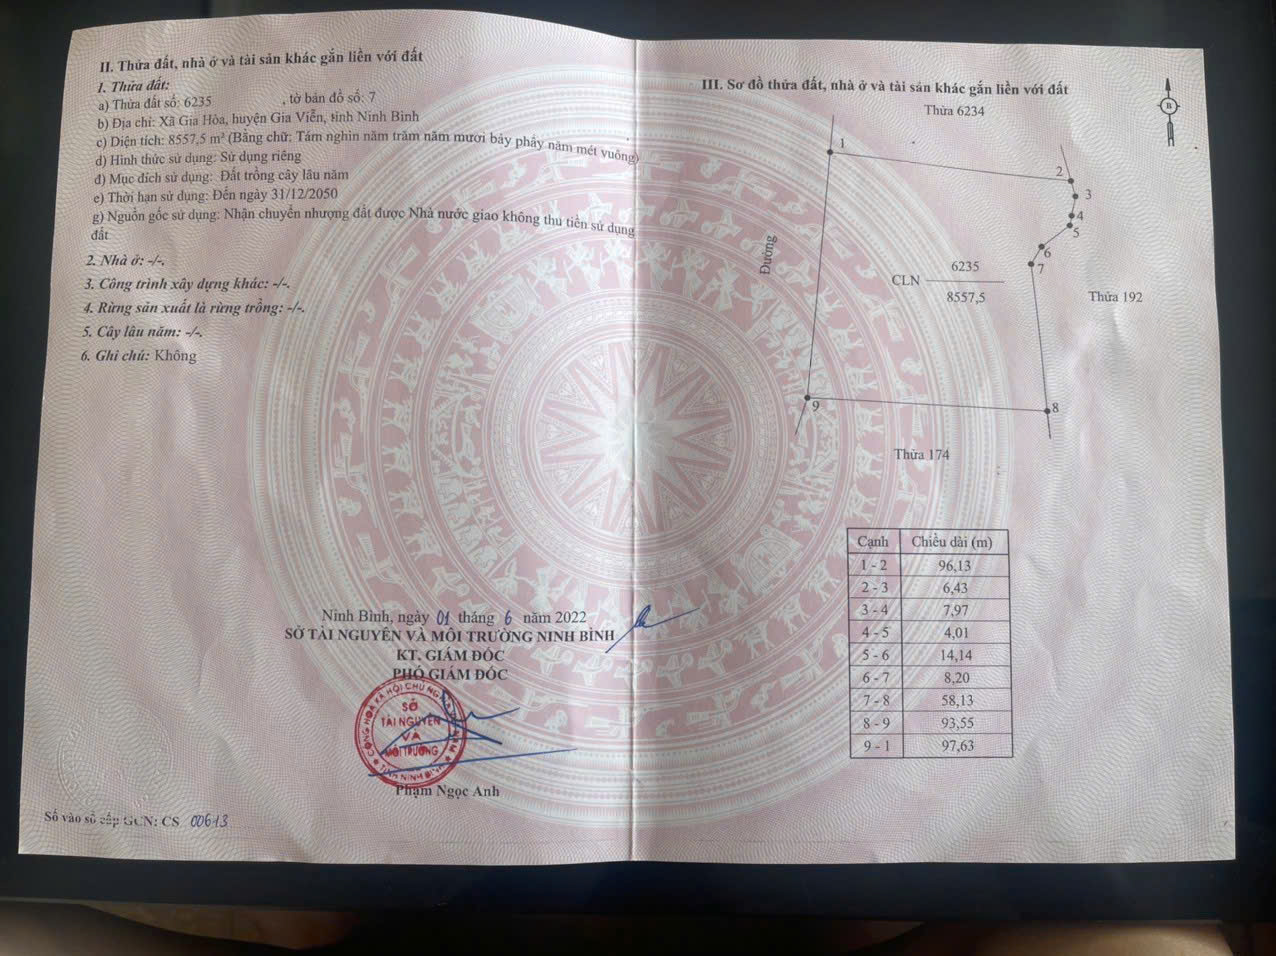 II. Thửa đất, nhà ở và tài sản khác gắn liền với đất
1. Thửa đất:
a) Thửa đất số: 6235 , tờ bản đồ số: 7
b) Địa chỉ: Xã Gia Hòa, huyện Gia Viễn, tỉnh Ninh Bình
c) Diện tích: 8557,5 m² (Bằng chữ: Tám nghìn năm trăm năm mươi bảy phẩy năm mét vuông)
d) Hình thức sử dụng: Sử dụng riêng
đ) Mục đích sử dụng: Đất trồng cây lâu năm
e) Thời hạn sử dụng: Đến ngày 31/12/2050
g) Nguồn gốc sử dụng: Nhận chuyển nhượng đất được Nhà nước giao không thu tiền sử dụng
đất
2. Nhà ở: -/-.
3. Công trình xây dựng khác: -/-.
4. Rừng sản xuất là rừng trồng: -/-.
5. Cây lâu năm: -/-.
6. Ghi chú: Không
Ninh Bình, ngày 01 tháng 6 năm 2022
SỞ TÀI NGUYÊN VÀ MÔI TRƯỜNG NINH BÌNH
KT. GIÁM ĐỐC
PHÓ GIÁM ĐỐC
SỞ
TÀI NGUYÊN
VÀ
MÔI TRƯỜNG
TỈNH NINH BÌNH
Phạm Ngọc Anh
Số vào sổ cấp GCN: CS 00613
III. Sơ đồ thửa đất, nhà ở và tài sản khác gắn liền với đất
Thửa 6234
B
1
2
3
4
5
6
7
Đường
CLN
6235
8557,5
Thửa 192
9
8
Thửa 174
Cạnh Chiều dài (m)
1 - 2 96,13
2 - 3 6,43
3 - 4 7,97
4 - 5 4,01
5 - 6 14,14
6 - 7 8,20
7 - 8 58,13
8 - 9 93,55
9 - 1 97,63